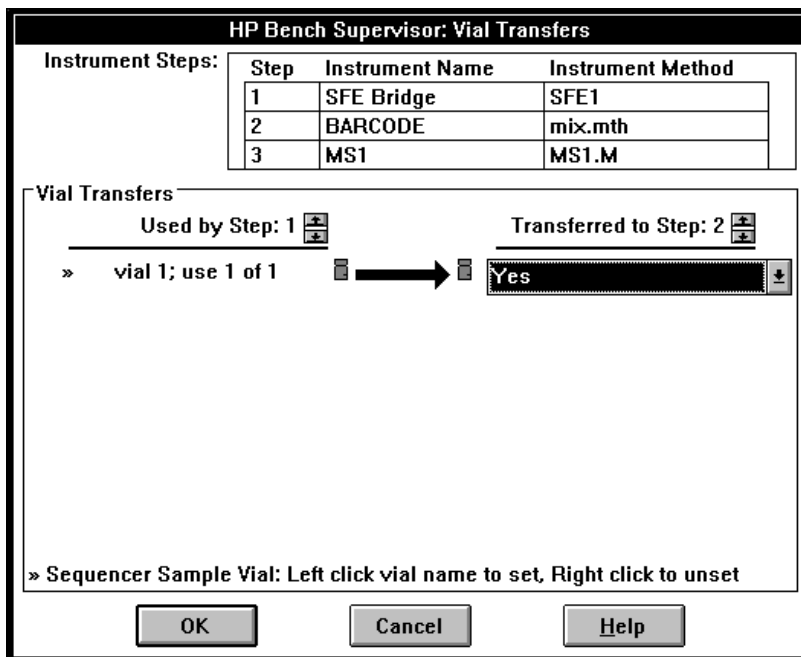 HP Bench Supervisor: Vial Transfers
Instrument Steps:
Step Instrument Name Instrument Method
1 SFE Bridge SFE1
2 BARCODE mix.mth
3 MS1 MS1.M
Vial Transfers
Used by Step: 1 Transferred to Step: 2
» vial 1; use 1 of 1 Yes
» Sequencer Sample Vial: Left click vial name to set, Right click to unset
OK Cancel Help